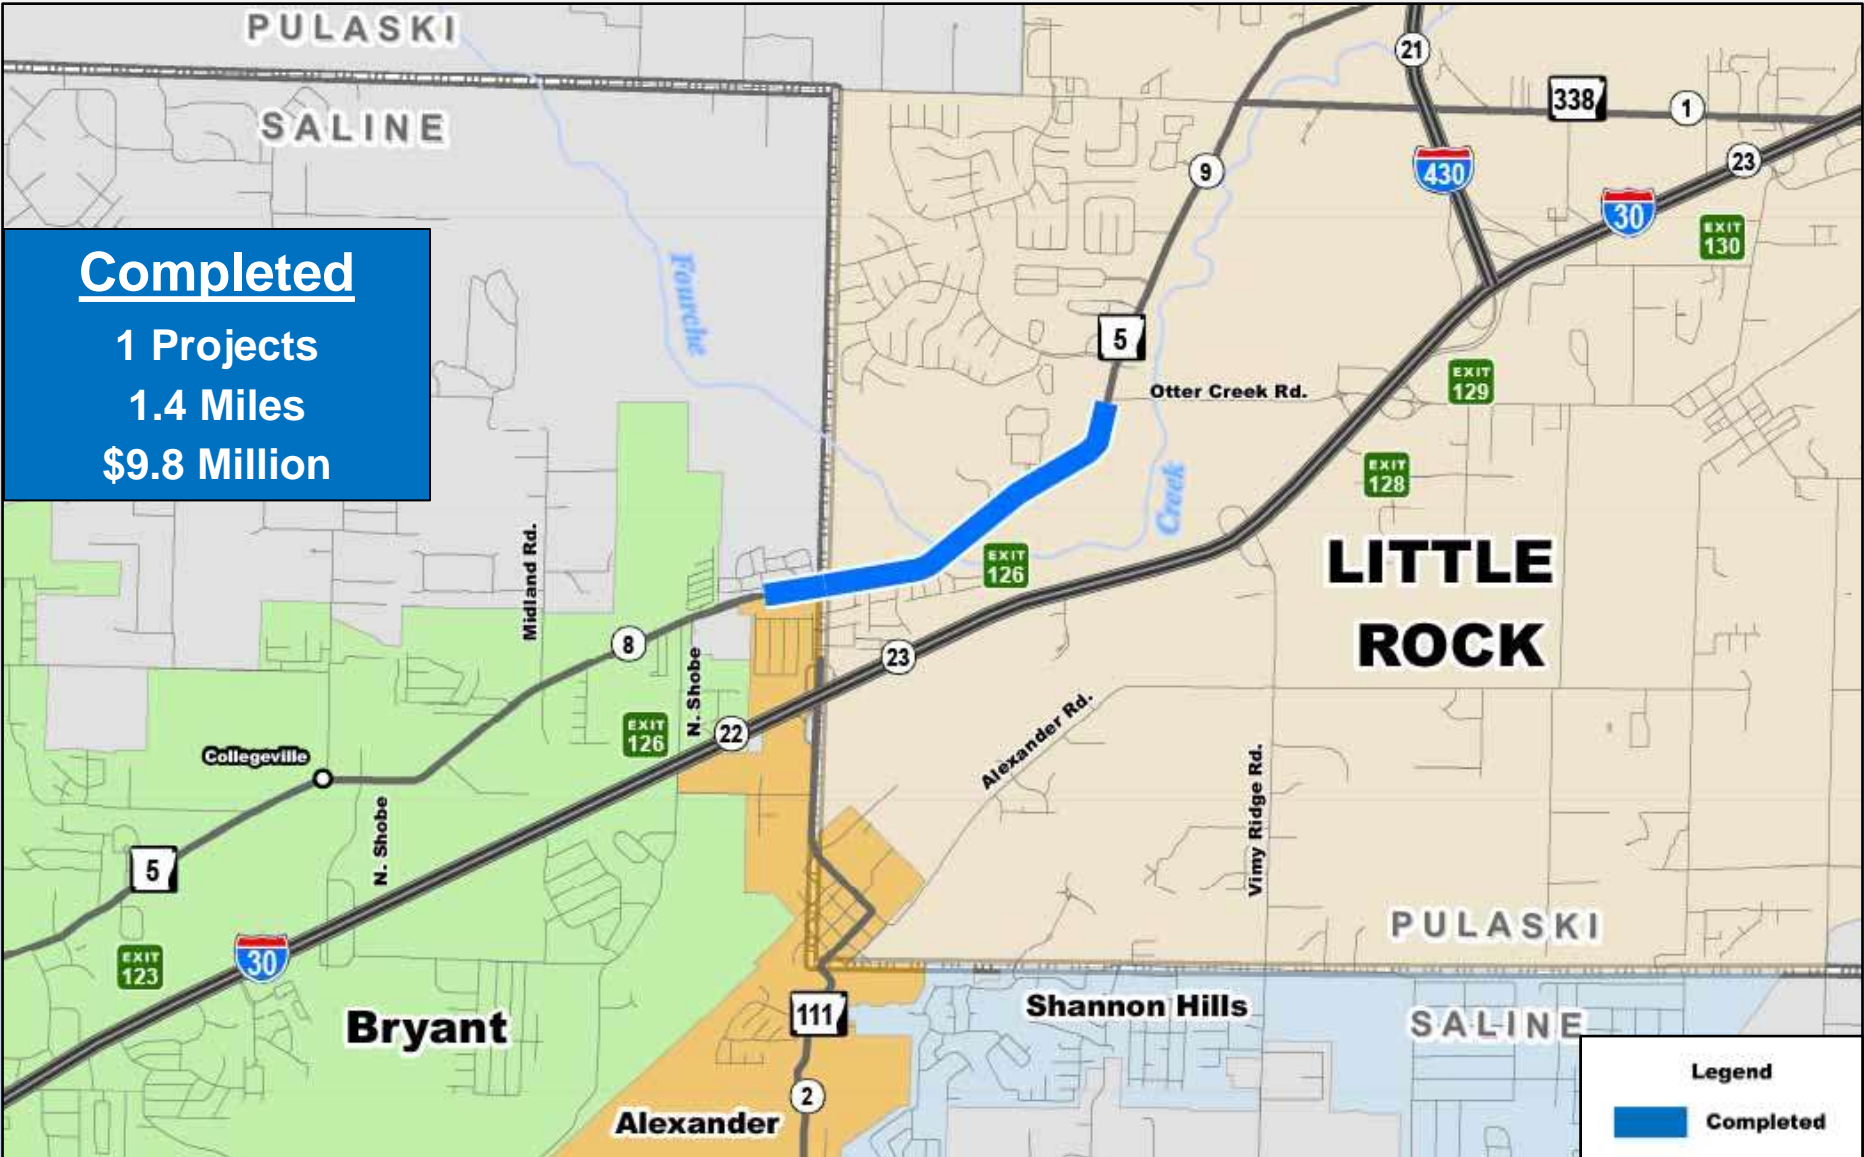 PULASKI
SALINE
21
338
1
9
430
23
30
EXIT
130
Completed
1 Projects
1.4 Miles
$9.8 Million
Fourche
5
Otter Creek Rd.
EXIT
129
EXIT
128
Creek
Midland Rd.
EXIT
126
LITTLE
ROCK
8
23
N. Shobe
EXIT
126
22
Collegeville
Alexander Rd.
Vimy Ridge Rd.
N. Shobe
5
EXIT
123
30
PULASKI
Bryant
111
Shannon Hills
SALINE
2
Alexander
Legend
Completed